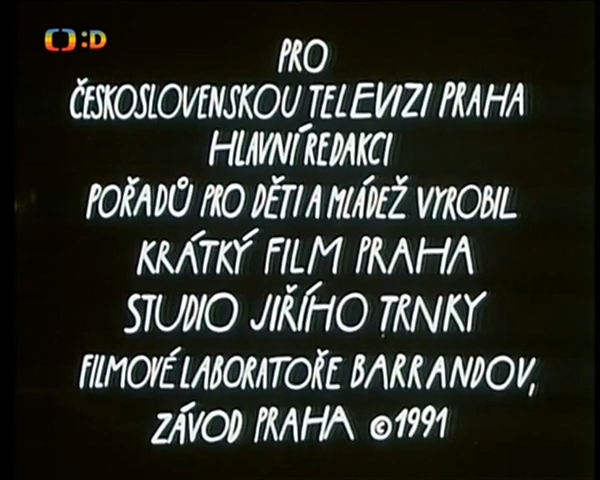 :D
PRO
ČESKOSLOVENSKOU TELEVIZI PRAHA
HLAVNÍ REDAKCI
POŘADŮ PRO DĚTI A MLÁDEŽ VYROBIL
KRÁTKÝ FILM PRAHA
STUDIO JIŘÍHO TRNKY
FILMOVÉ LABORATOŘE BARRANDOV,
ZÁVOD PRAHA ©1991